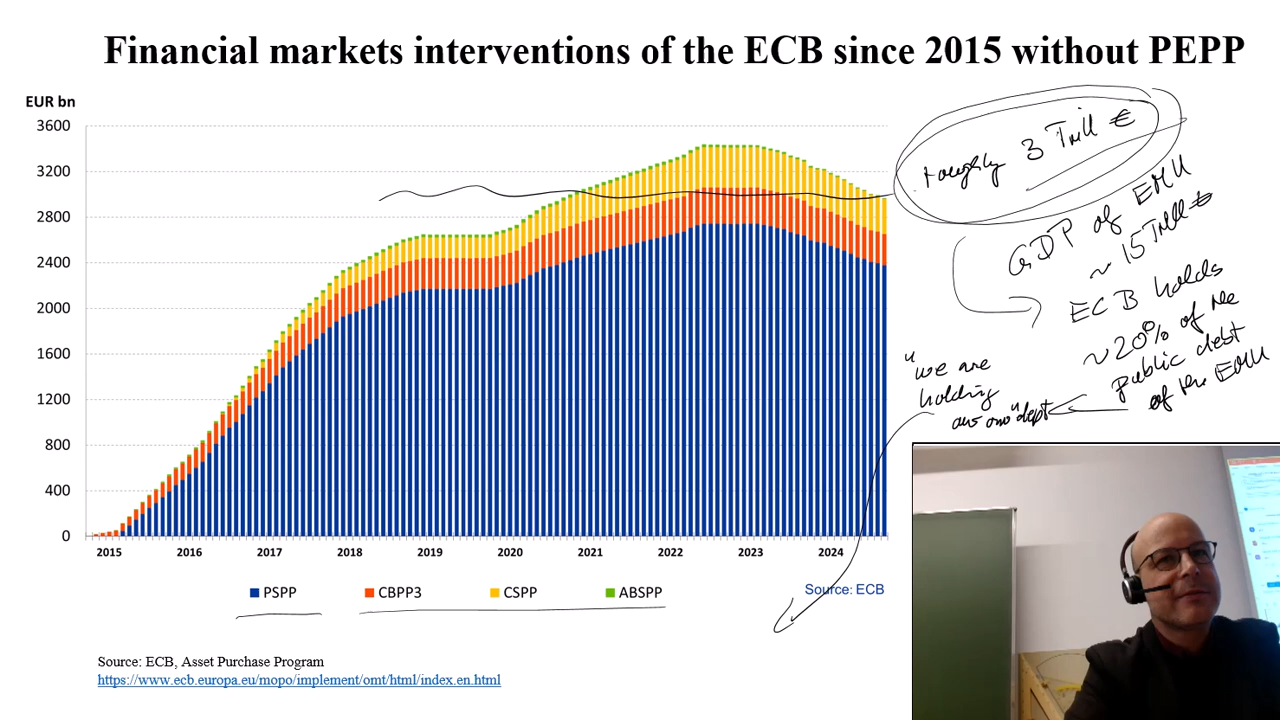 Financial markets interventions of the ECB since 2015 without PEPP
EUR bn
3600
3200
2800
2400
2000
1600
1200
800
400
0
2015 2016 2017 2018 2019 2020 2021 2022 2023 2024
PSPP CBPP3 CSPP ABSPP
Source: ECB
Source: ECB, Asset Purchase Program
https://www.ecb.europa.eu/mopo/implement/omt/html/index.en.html
roughly 3 Trill €
GDP of EMU
~ 15 Trill €
ECB holds
~ 20% of the
public debt
of the EMU
"we are
holding
our own" dept